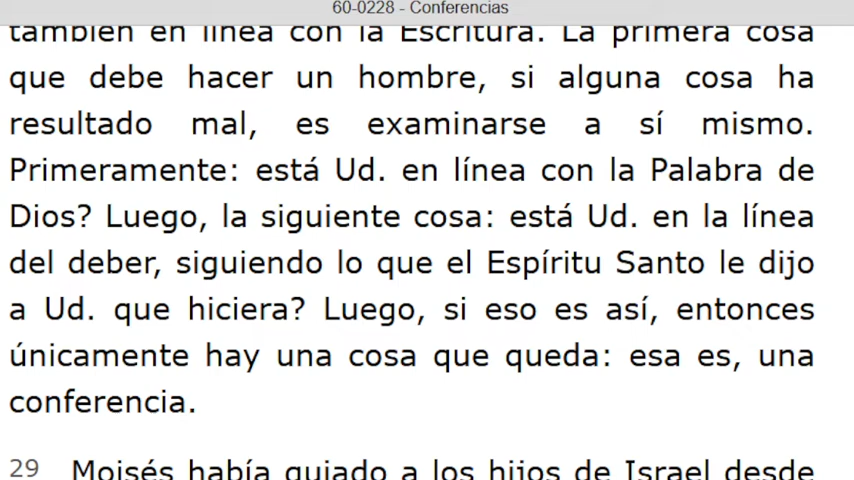 60-0228 - Conferencias
también en línea con la Escritura. La primera cosa
que debe hacer un hombre, si alguna cosa ha
resultado mal, es examinarse a sí mismo.
Primeramente: está Ud. en línea con la Palabra de
Dios? Luego, la siguiente cosa: está Ud. en la línea
del deber, siguiendo lo que el Espíritu Santo le dijo
a Ud. que hiciera? Luego, si eso es así, entonces
únicamente hay una cosa que queda: esa es, una
conferencia.
29 Moisés había guiado a los hijos de Israel desde